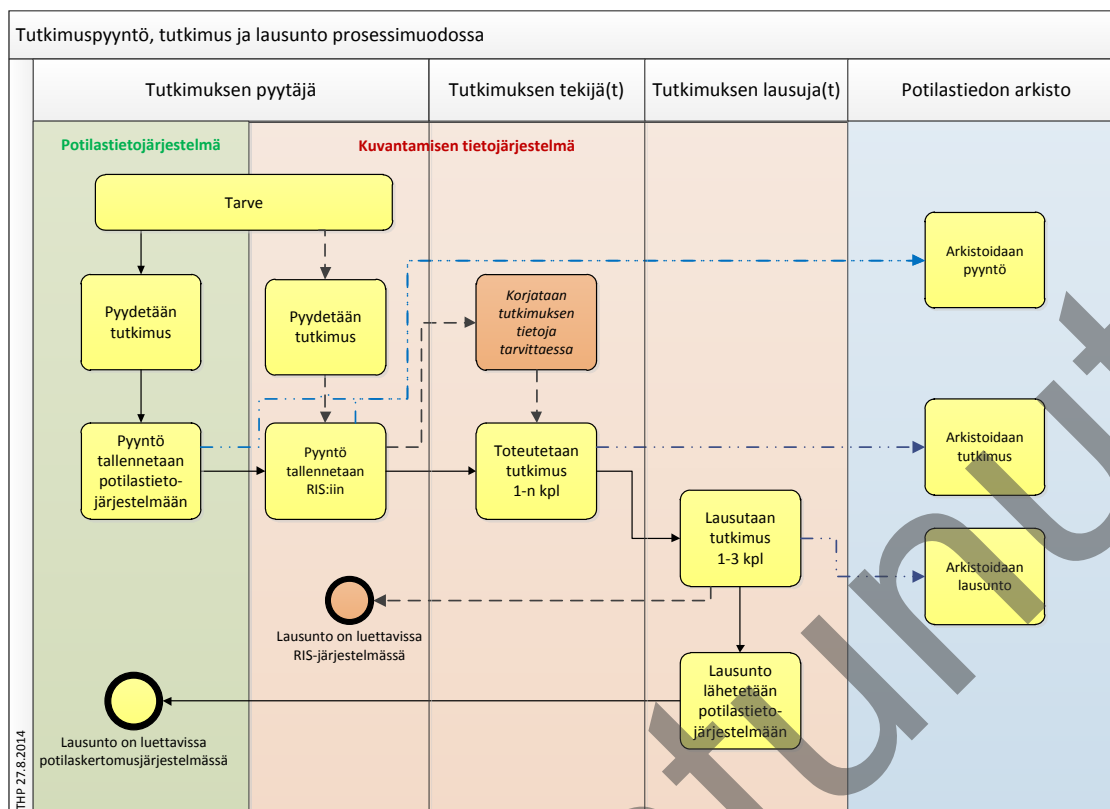 Tutkimuspyyntö, tutkimus ja lausunto prosessimuodossa
Tutkimuksen pyytäjä
Tutkimuksen tekijä(t)
Tutkimuksen lausuja(t)
Potilastiedon arkisto
Potilastietojärjestelmä
Kuvantamisen tietojärjestelmä
Tarve
Pyydetään
tutkimus
Pyydetään
tutkimus
Korjataan
tutkimuksen
tietoja
tarvittaessa
Arkistoidaan
pyyntö
Pyyntö
tallennetaan
potilastieto-
järjestelmään
Pyyntö
tallennetaan
RIS:iin
Toteutetaan
tutkimus
1-n kpl
Arkistoidaan
tutkimus
Lausutaan
tutkimus
1-3 kpl
Arkistoidaan
lausunto
Lausunto on luettavissa
RIS-järjestelmässä
Lausunto
lähetetään
potilastieto-
järjestelmään
Lausunto on luettavissa
potilaskertomusjärjestelmässä
THP 27.8.2014